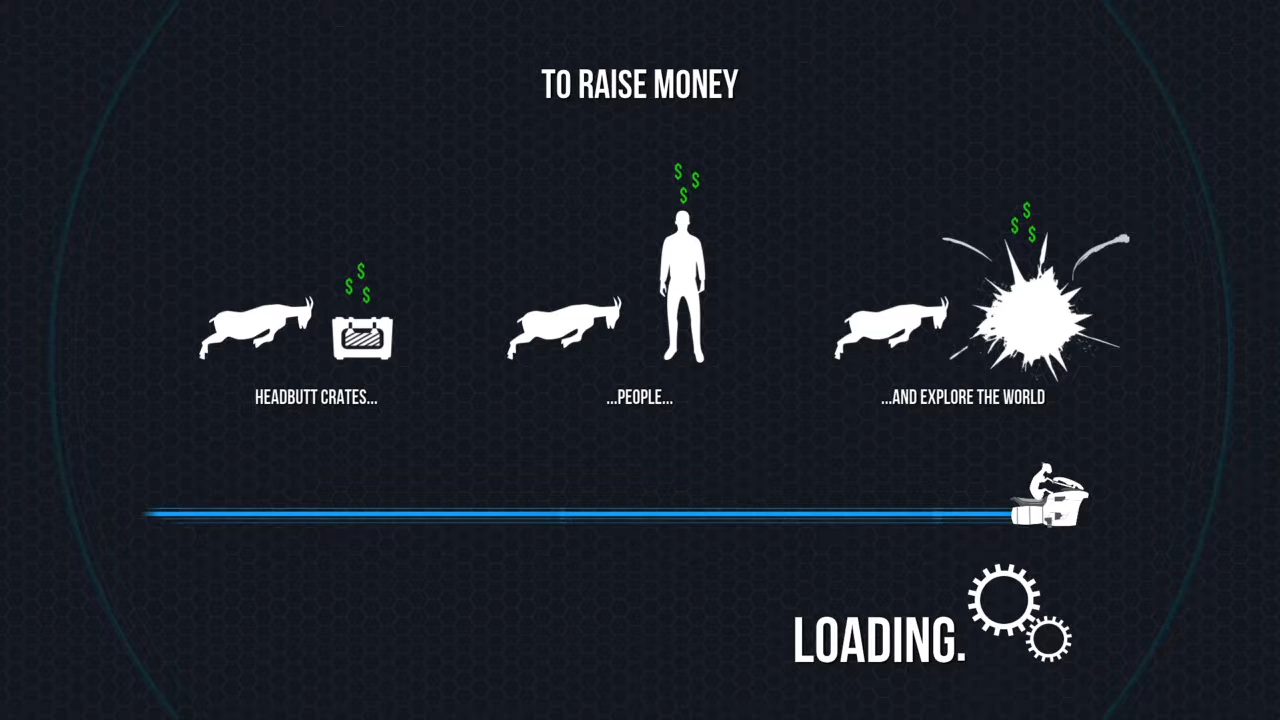 TO RAISE MONEY
$ $ $
$ $ $
$ $ $
HEADBUTT CRATES...
...PEOPLE...
...AND EXPLORE THE WORLD
LOADING.